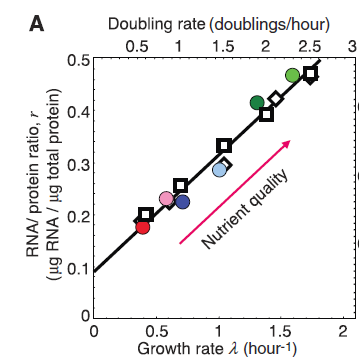 A
Doubling rate (doublings/hour)
0.5 1 1.5 2 2.5 3
RNA/ protein ratio, r
(µg RNA / µg total protein)
0.5
0.4
0.3
0.2
0.1
0
Nutrient quality
0 0.5 1 1.5 2
Growth rate λ (hour-1)